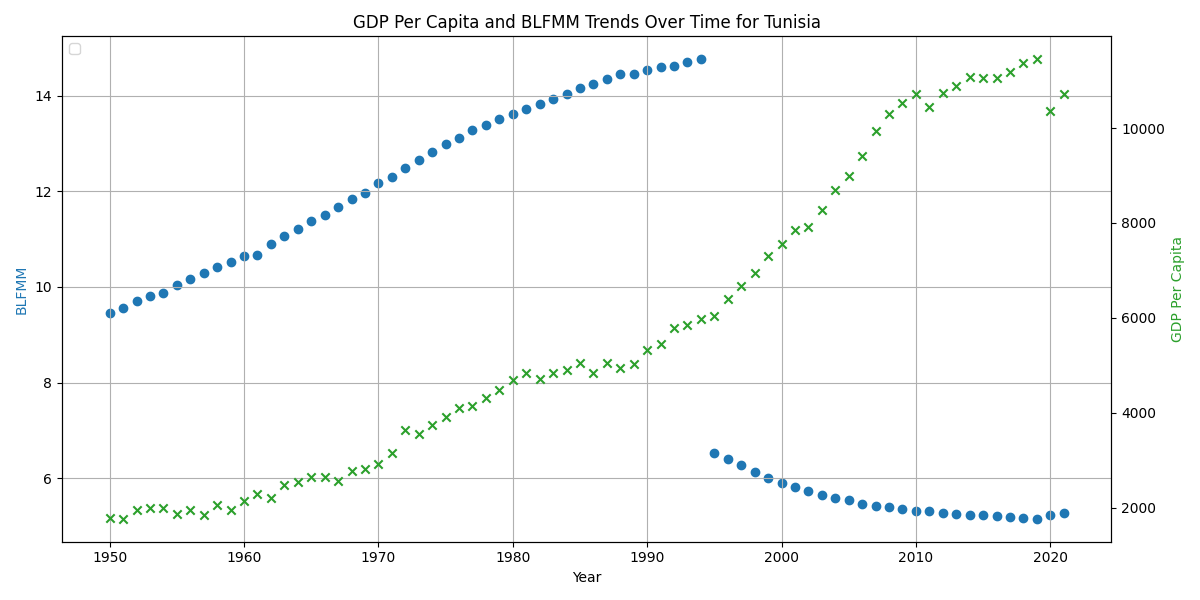 GDP Per Capita and BLFMM Trends Over Time for Tunisia
14
12
10
8
6
BLFMM
10000
8000
6000
4000
2000
GDP Per Capita
1950 1960 1970 1980 1990 2000 2010 2020
Year